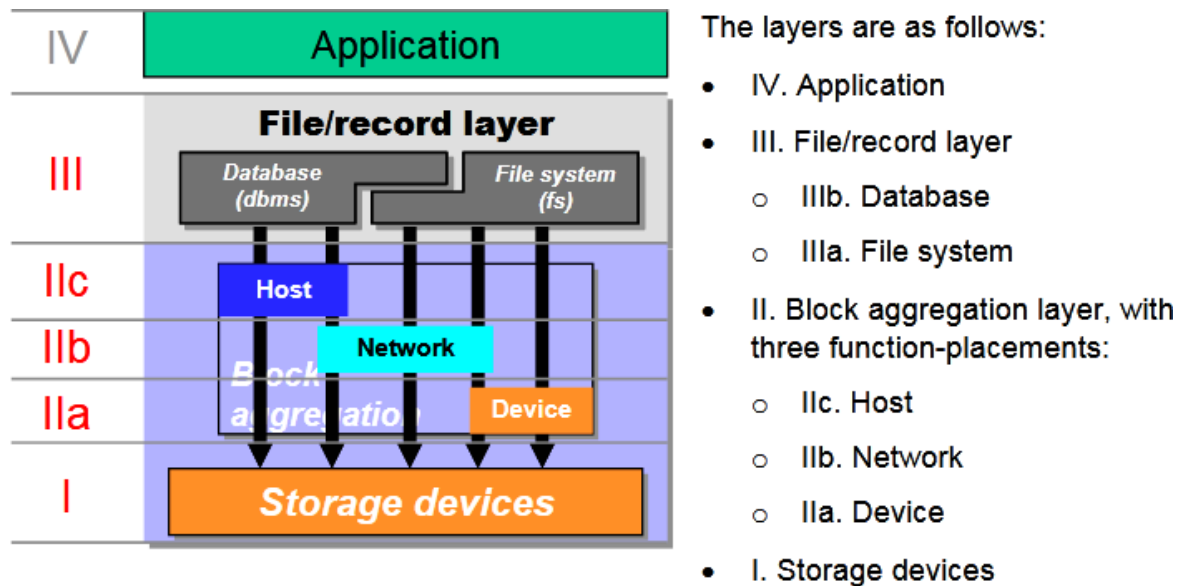 IV
Application
III
File/record layer
Database
(dbms)
File system
(fs)
IIc
Host
IIb
Network
Block
aggregation
IIa
Device
I
Storage devices
The layers are as follows:
• IV. Application
• III. File/record layer
o IIIb. Database
o IIIa. File system
• II. Block aggregation layer, with
three function-placements:
o IIc. Host
o IIb. Network
o IIa. Device
• I. Storage devices